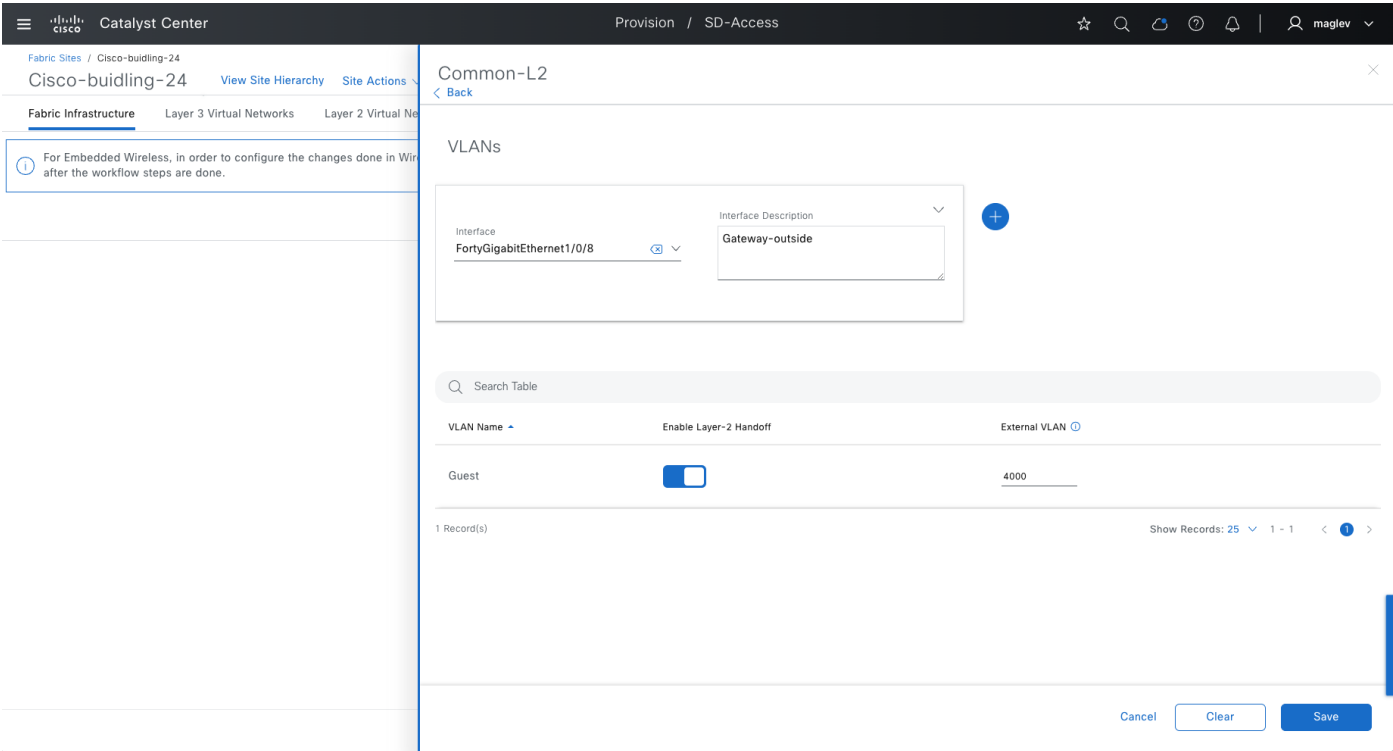 CISCO Catalyst Center
Provision / SD-Access
maglev
Fabric Sites / Cisco-buidling-24
Cisco-buidling-24 View Site Hierarchy Site Actions
Fabric Infrastructure Layer 3 Virtual Networks Layer 2 Virtual Ne
For Embedded Wireless, in order to configure the changes done in Wir
after the workflow steps are done.
Common-L2
Back
VLANs
Interface
FortyGigabitEthernet1/0/8
Interface Description
Gateway-outside
Search Table
VLAN Name Enable Layer-2 Handoff External VLAN
Guest 4000
1 Record(s) Show Records: 25 1 - 1 1
Cancel Clear Save